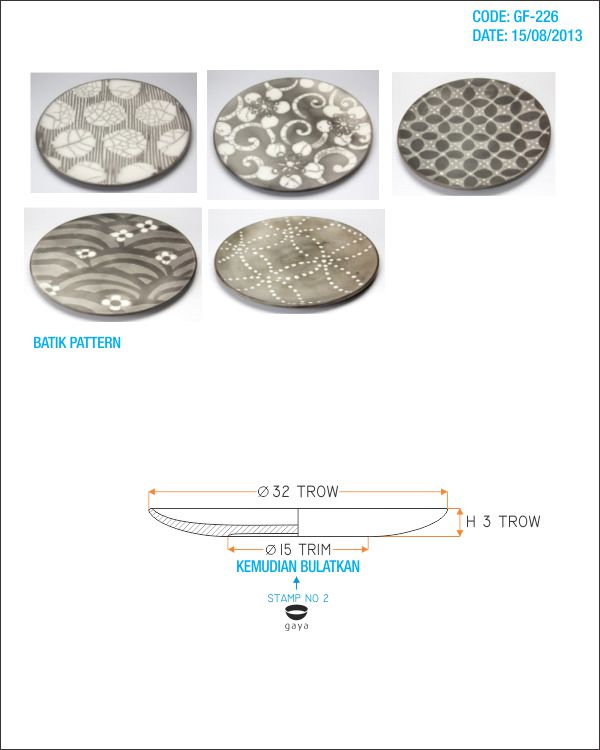 CODE: GF-226
DATE: 15/08/2013
BATIK PATTERN
Ø 32 TROW
H 3 TROW
Ø 15 TRIM
KEMUDIAN BULATKAN
STAMP NO 2
gaya